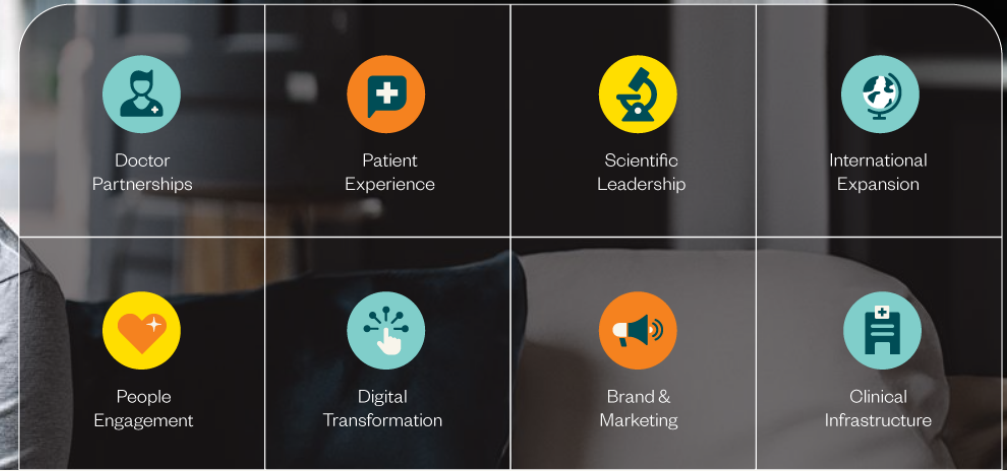 Doctor
Partnerships
Patient
Experience
Scientific
Leadership
International
Expansion
People
Engagement
Digital
Transformation
Brand &
Marketing
Clinical
Infrastructure